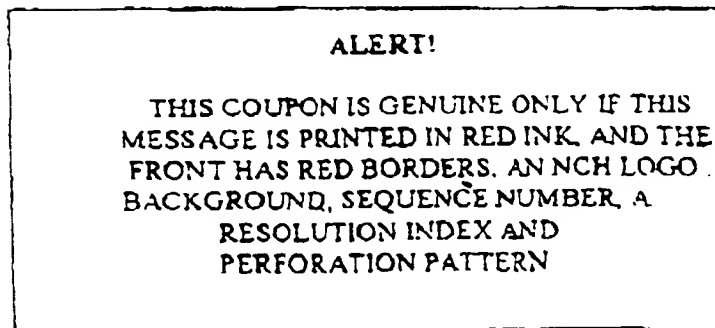 ALERT!
THIS COUPON IS GENUINE ONLY IF THIS
MESSAGE IS PRINTED IN RED INK, AND THE
FRONT HAS RED BORDERS. AN NCH LOGO
BACKGROUND, SEQUENCE NUMBER, A
RESOLUTION INDEX AND
PERFORATION PATTERN